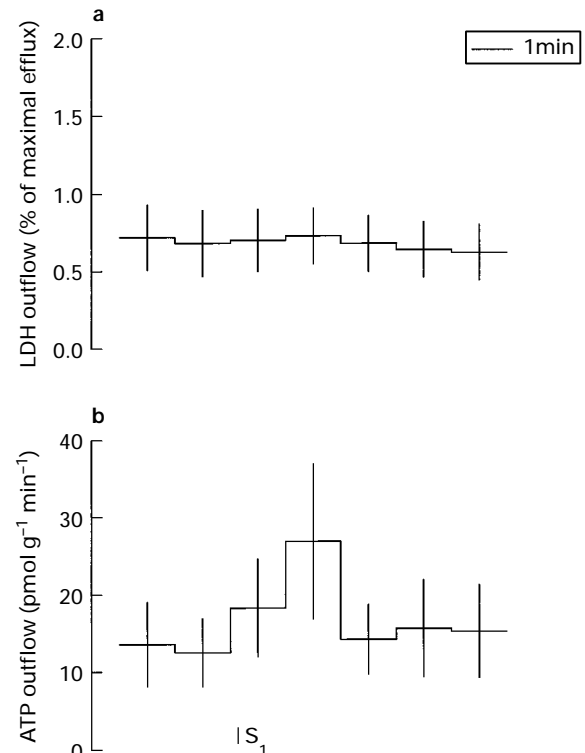 a
2.0
1min
1.5
1.0
0.5
0.0
LDH outflow (% of maximal efflux)
b
40
30
20
10
0
ATP outflow (pmol g⁻¹ min⁻¹)
S₁